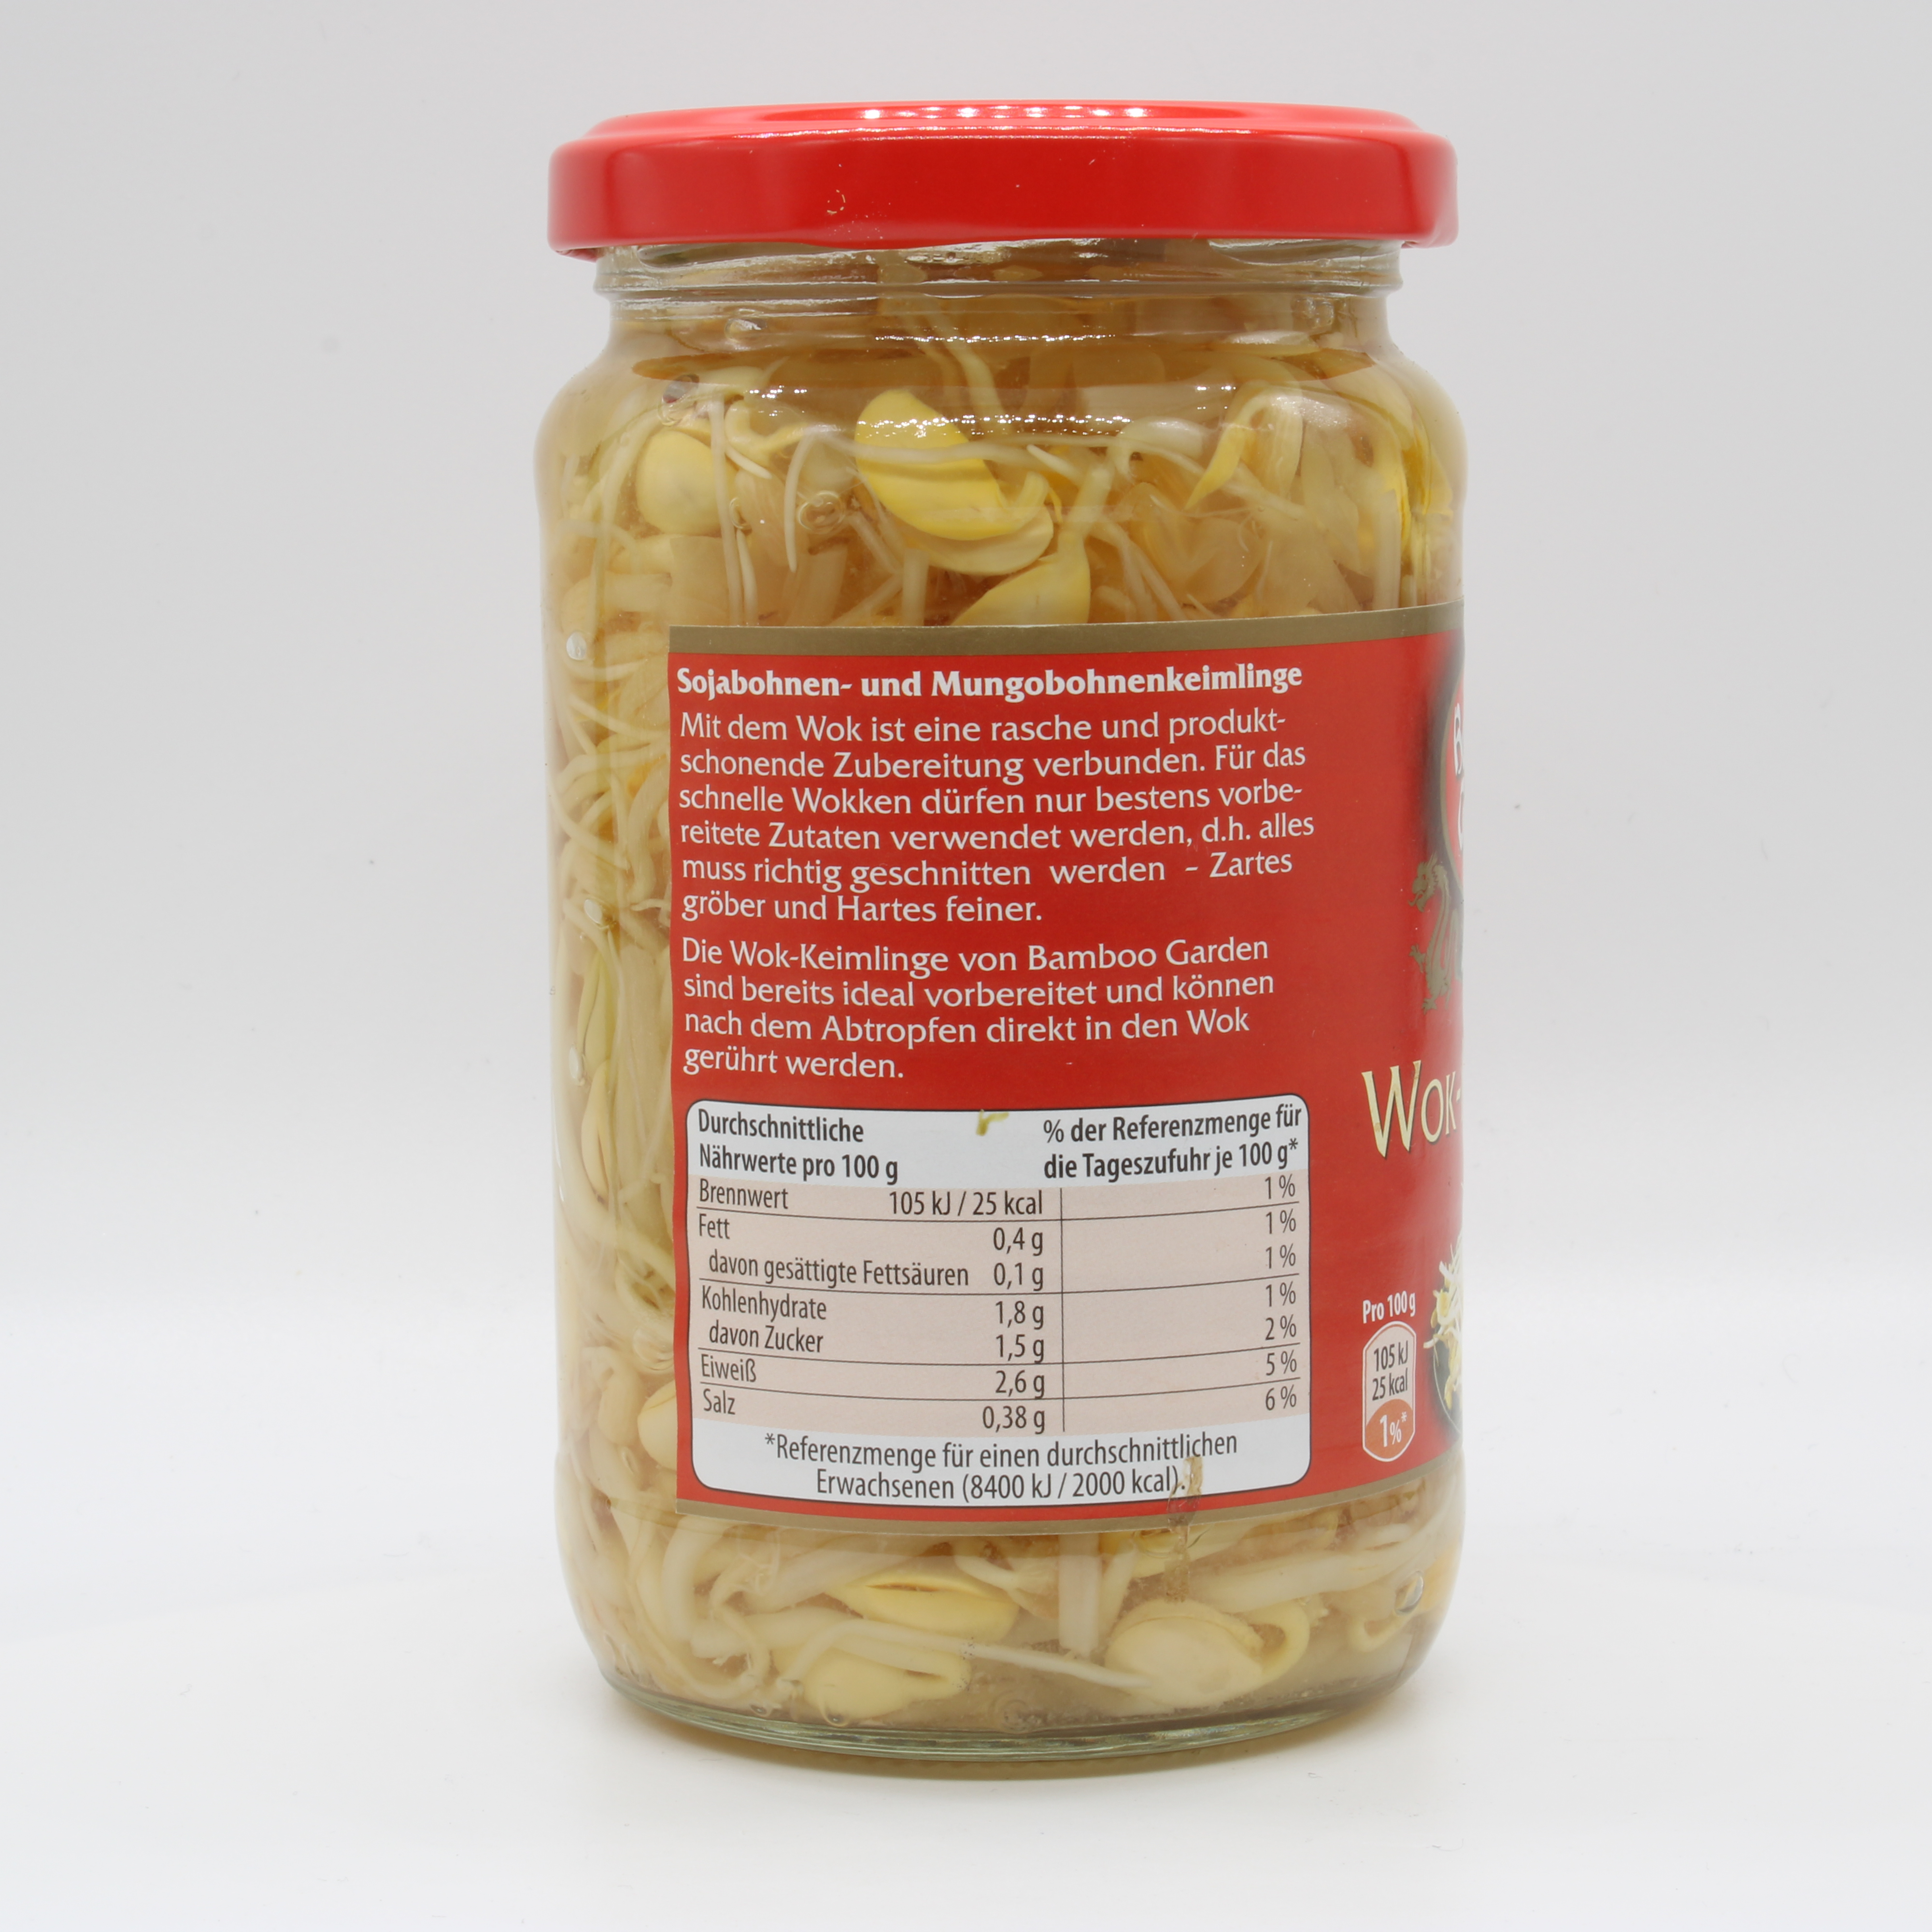 Sojabohnen- und Mungobohnenkeimlinge
Mit dem Wok ist eine rasche und produkt-
schonende Zubereitung verbunden. Für das
schnelle Wokken dürfen nur bestens vorbe-
reitete Zutaten verwendet werden, d.h. alles
muss richtig geschnitten werden - Zartes
gröber und Hartes feiner.
Die Wok-Keimlinge von Bamboo Garden
sind bereits ideal vorbereitet und können
nach dem Abtropfen direkt in den Wok
gerührt werden.
Durchschnittliche % der Referenzmenge für
Nährwerte pro 100 g die Tageszufuhr je 100 g*
Brennwert 105 kJ / 25 kcal 1 %
Fett 0,4 g 1 %
davon gesättigte Fettsäuren 0,1 g 1 %
Kohlenhydrate 1,8 g 1 %
davon Zucker 1,5 g 2 %
Eiweiß 2,6 g 5 %
Salz 0,38 g 6 %
*Referenzmenge für einen durchschnittlichen
Erwachsenen (8400 kJ / 2000 kcal).
Wok-
Pro 100 g
105 kJ
25 kcal
1%*